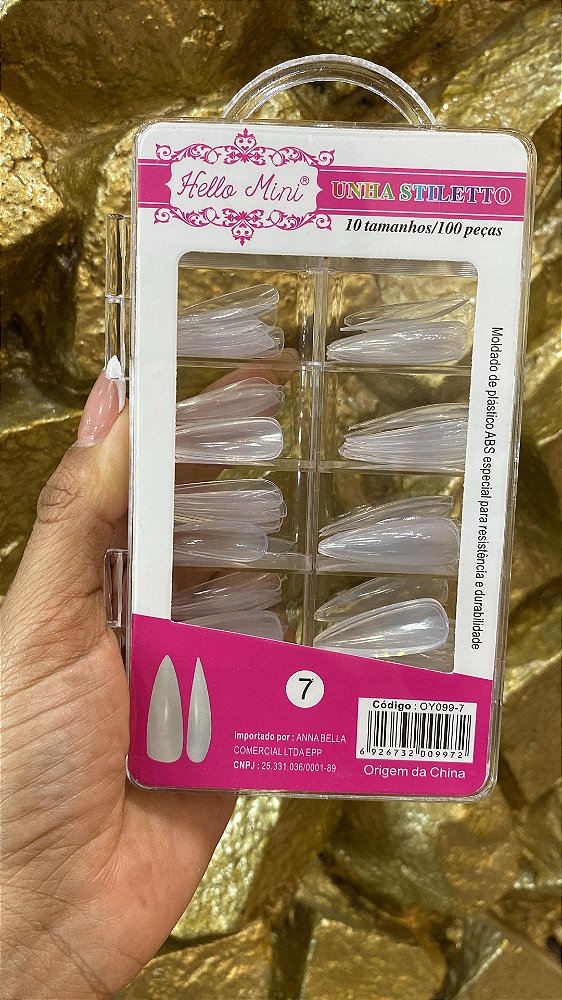 Hello Mini®
UNHA STILETTO
10 tamanhos/100 peças
Moldado de plástico ABS especial para resistência e durabilidade
7
Importado por : ANNA BELLA
COMERCIAL LTDA EPP
CNPJ : 25.331.036/0001-89
Código : OY099-7
6 926732 009972
Origem da China